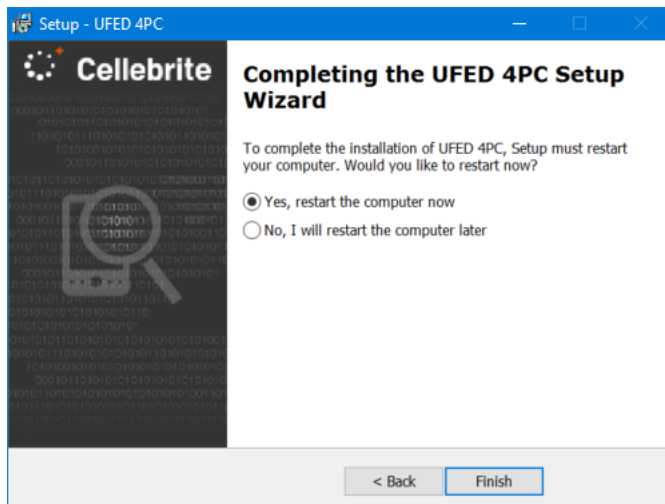 Setup - UFED 4PC
Cellebrite
Completing the UFED 4PC Setup
Wizard
To complete the installation of UFED 4PC, Setup must restart
your computer. Would you like to restart now?
Yes, restart the computer now
No, I will restart the computer later
< Back
Finish